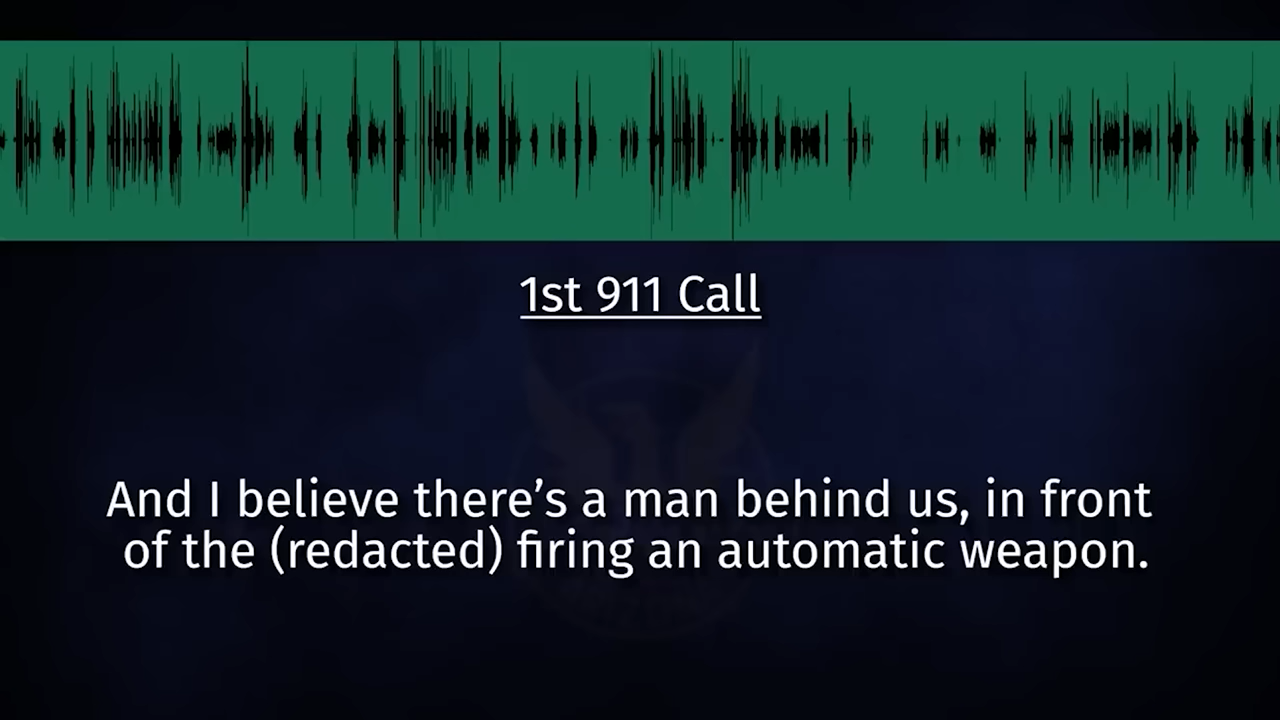 1st 911 Call
And I believe there’s a man behind us, in front
of the (redacted) firing an automatic weapon.